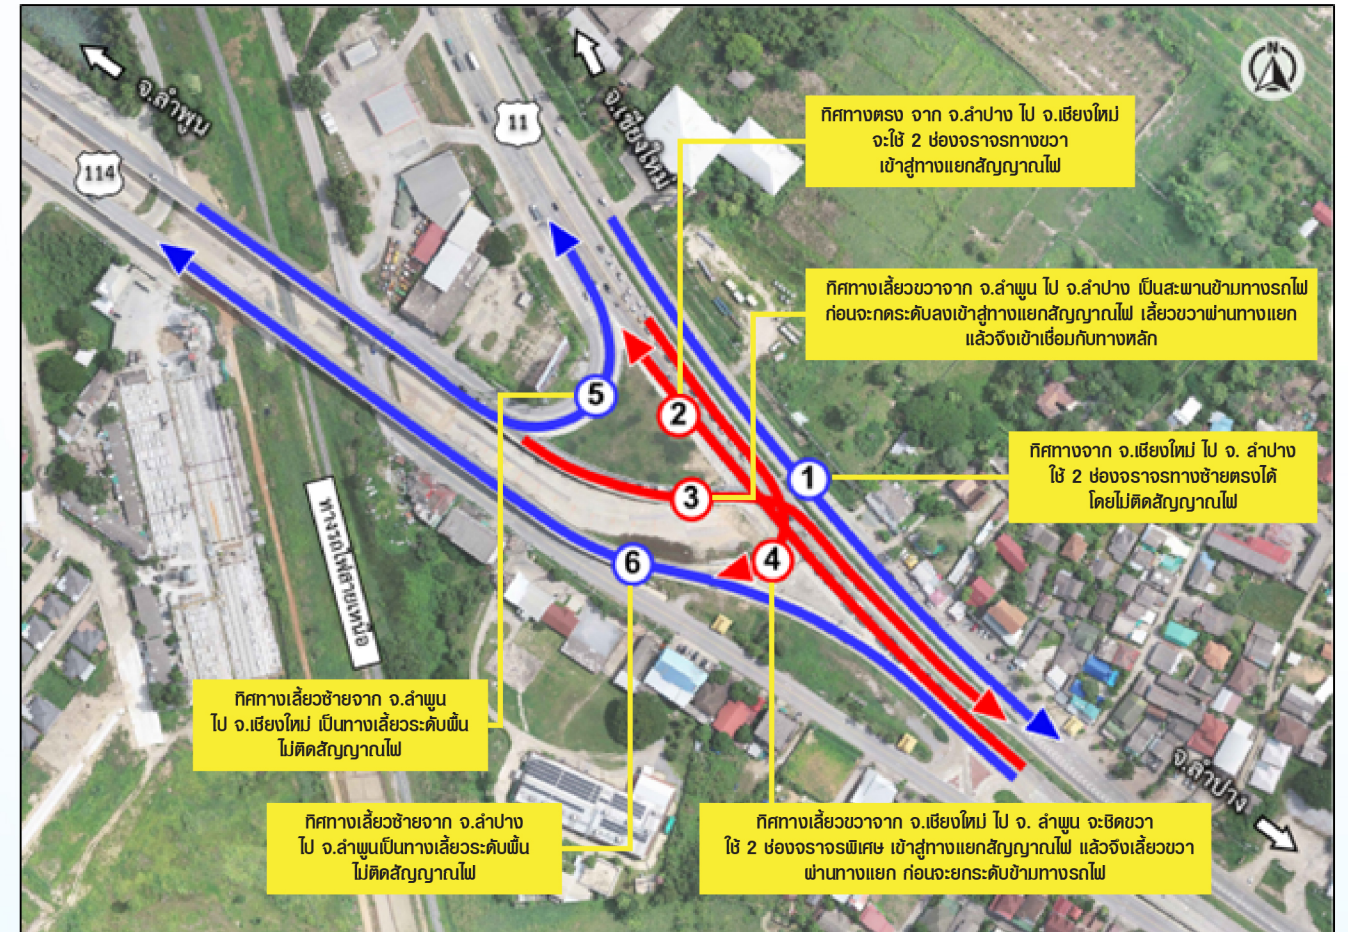 จ.ลำพูน
114
11
จ.เชียงใหม่
N
ทิศทางตรง จาก จ.ลำปาง ไป จ.เชียงใหม่
จะใช้ 2 ช่องจราจรทางขวา
เข้าสู่ทางแยกสัญญาณไฟ
ทิศทางเลี้ยวขวาจาก จ.ลำพูน ไป จ.ลำปาง เป็นสะพานข้ามทางรถไฟ
ก่อนจะกดระดับลงเข้าสู่ทางแยกสัญญาณไฟ เลี้ยวขวาผ่านทางแยก
แล้วจึงเข้าเชื่อมกับทางหลัก
ทิศทางจาก จ.เชียงใหม่ ไป จ. ลำปาง
ใช้ 2 ช่องจราจรทางซ้ายตรงได้
โดยไม่ติดสัญญาณไฟ
5
2
1
3
4
6
ทางรถไฟสายเหนือ
ทิศทางเลี้ยวซ้ายจาก จ.ลำพูน
ไป จ.เชียงใหม่ เป็นทางเลี้ยวระดับพื้น
ไม่ติดสัญญาณไฟ
จ.ลำปาง
ทิศทางเลี้ยวซ้ายจาก จ.ลำปาง
ไป จ.ลำพูนเป็นทางเลี้ยวระดับพื้น
ไม่ติดสัญญาณไฟ
ทิศทางเลี้ยวขวาจาก จ.เชียงใหม่ ไป จ. ลำพูน จะชิดขวา
ใช้ 2 ช่องจราจรพิเศษ เข้าสู่ทางแยกสัญญาณไฟ แล้วจึงเลี้ยวขวา
ผ่านทางแยก ก่อนจะยกระดับข้ามทางรถไฟ